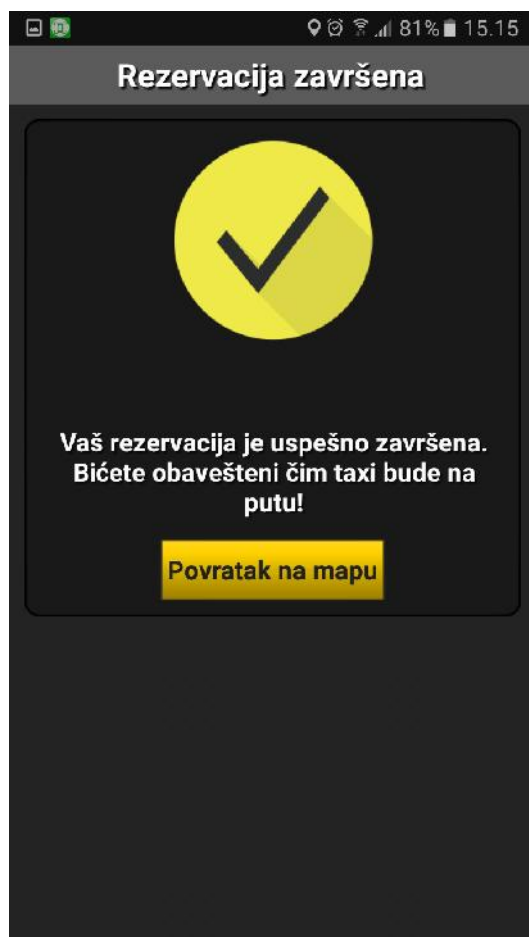 81% 15.15
Rezervacija završena
Vaš rezervacija je uspešno završena.
Bićete obavešteni čim taxi bude na
putu!
Povratak na mapu